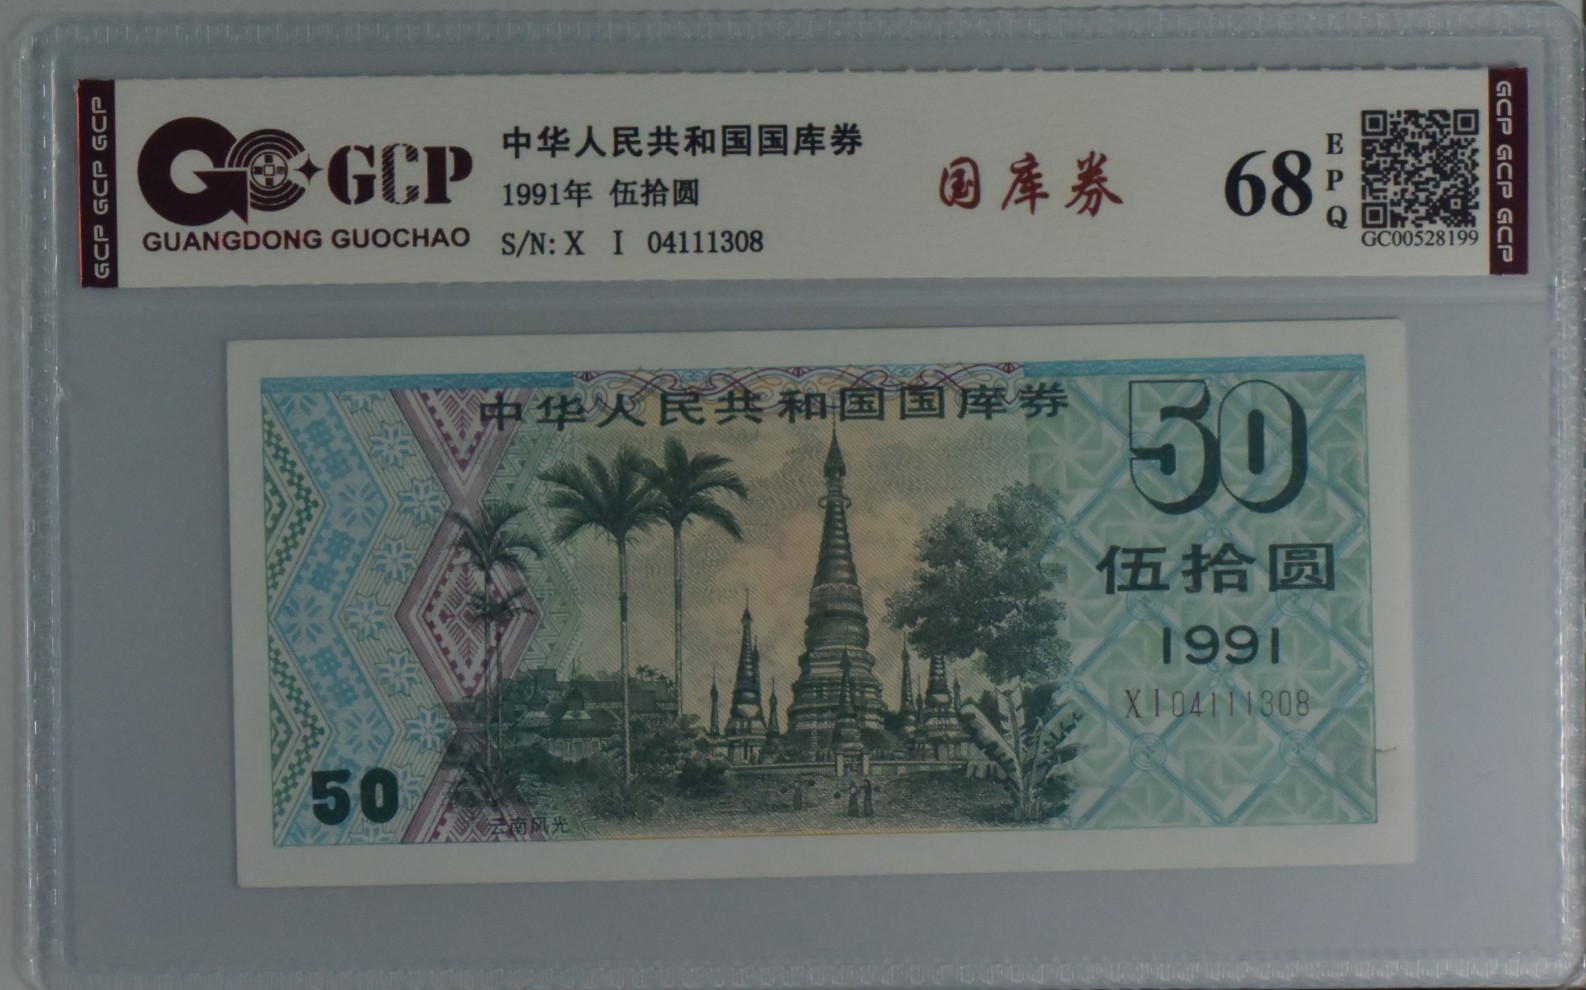 GCP GCP GCP
GCP
GUANGDONG GUOCHAO
中华人民共和国国库券
1991年 伍拾圆
S/N: X I 04111308
国库券
68
EPQ
GC00528199
GCP GCP GCP
中华人民共和国国库券
50
伍拾圆
1991
XI04111308
50
云南风光